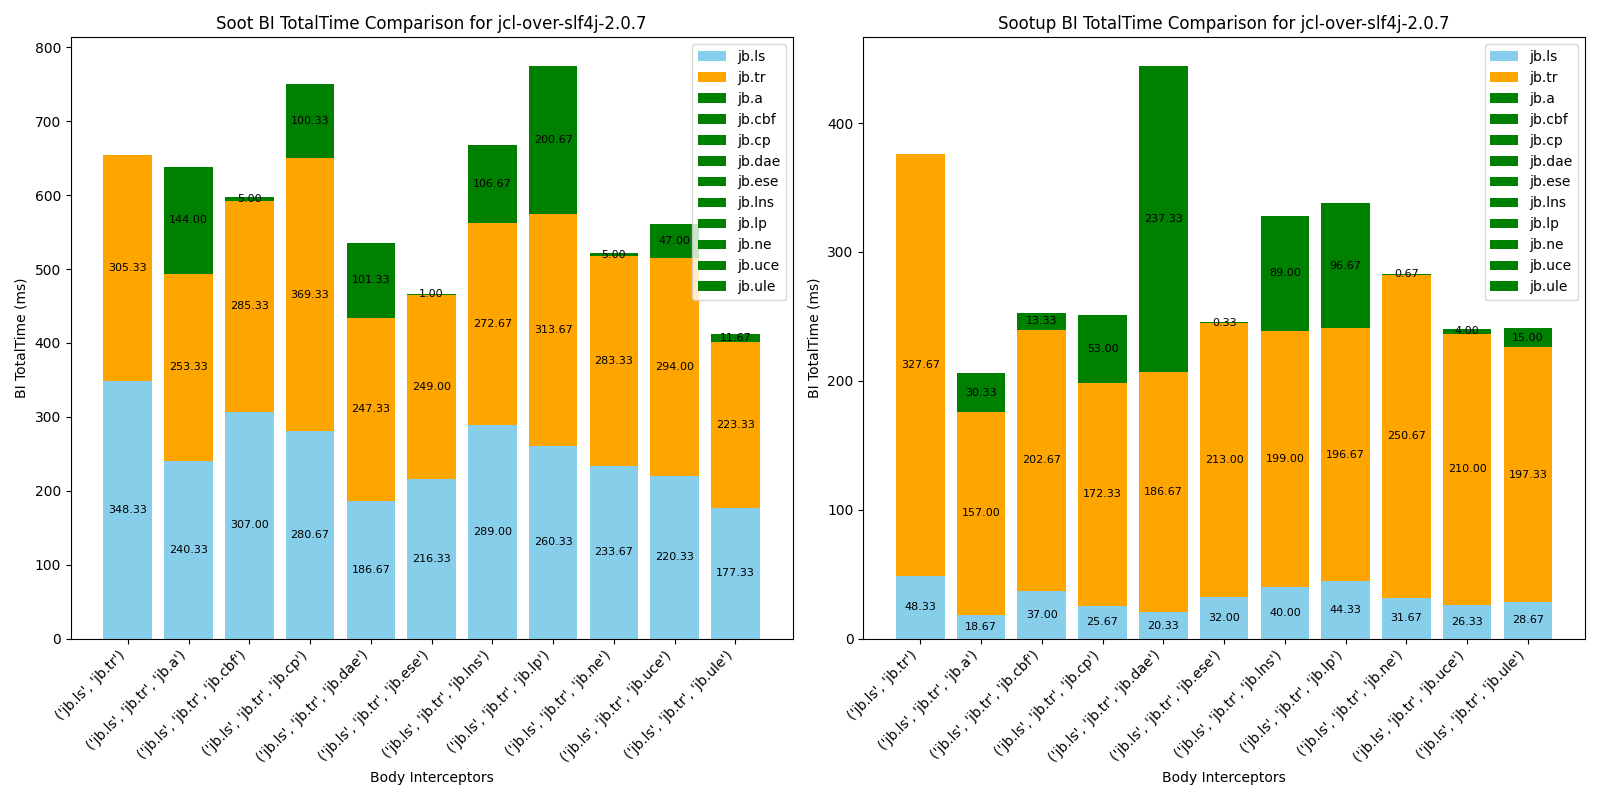 Soot BI TotalTime Comparison for jcl-over-slf4j-2.0.7
BI TotalTime (ms)
800
700
600
500
400
300
200
100
0
jb.ls
jb.tr
jb.a
jb.cbf
jb.cp
jb.dae
jb.ese
jb.lns
jb.lp
jb.ne
jb.uce
jb.ule
305.33
348.33
144.00
253.33
240.33
5.00
285.33
307.00
100.33
369.33
280.67
101.33
247.33
186.67
1.00
249.00
216.33
106.67
272.67
289.00
200.67
313.67
260.33
5.00
283.33
233.67
47.00
294.00
220.33
11.67
223.33
177.33
('jb.ls', 'jb.tr')
('jb.ls', 'jb.tr', 'jb.a')
('jb.ls', 'jb.tr', 'jb.cbf')
('jb.ls', 'jb.tr', 'jb.cp')
('jb.ls', 'jb.tr', 'jb.dae')
('jb.ls', 'jb.tr', 'jb.ese')
('jb.ls', 'jb.tr', 'jb.lns')
('jb.ls', 'jb.tr', 'jb.lp')
('jb.ls', 'jb.tr', 'jb.ne')
('jb.ls', 'jb.tr', 'jb.uce')
('jb.ls', 'jb.tr', 'jb.ule')
Body Interceptors
Sootup BI TotalTime Comparison for jcl-over-slf4j-2.0.7
BI TotalTime (ms)
400
300
200
100
0
jb.ls
jb.tr
jb.a
jb.cbf
jb.cp
jb.dae
jb.ese
jb.lns
jb.lp
jb.ne
jb.uce
jb.ule
327.67
48.33
30.33
157.00
18.67
13.33
202.67
37.00
53.00
172.33
25.67
237.33
186.67
20.33
0.33
213.00
32.00
89.00
199.00
40.00
96.67
196.67
44.33
0.67
250.67
31.67
4.00
210.00
26.33
15.00
197.33
28.67
('jb.ls', 'jb.tr')
('jb.ls', 'jb.tr', 'jb.a')
('jb.ls', 'jb.tr', 'jb.cbf')
('jb.ls', 'jb.tr', 'jb.cp')
('jb.ls', 'jb.tr', 'jb.dae')
('jb.ls', 'jb.tr', 'jb.ese')
('jb.ls', 'jb.tr', 'jb.lns')
('jb.ls', 'jb.tr', 'jb.lp')
('jb.ls', 'jb.tr', 'jb.ne')
('jb.ls', 'jb.tr', 'jb.uce')
('jb.ls', 'jb.tr', 'jb.ule')
Body Interceptors